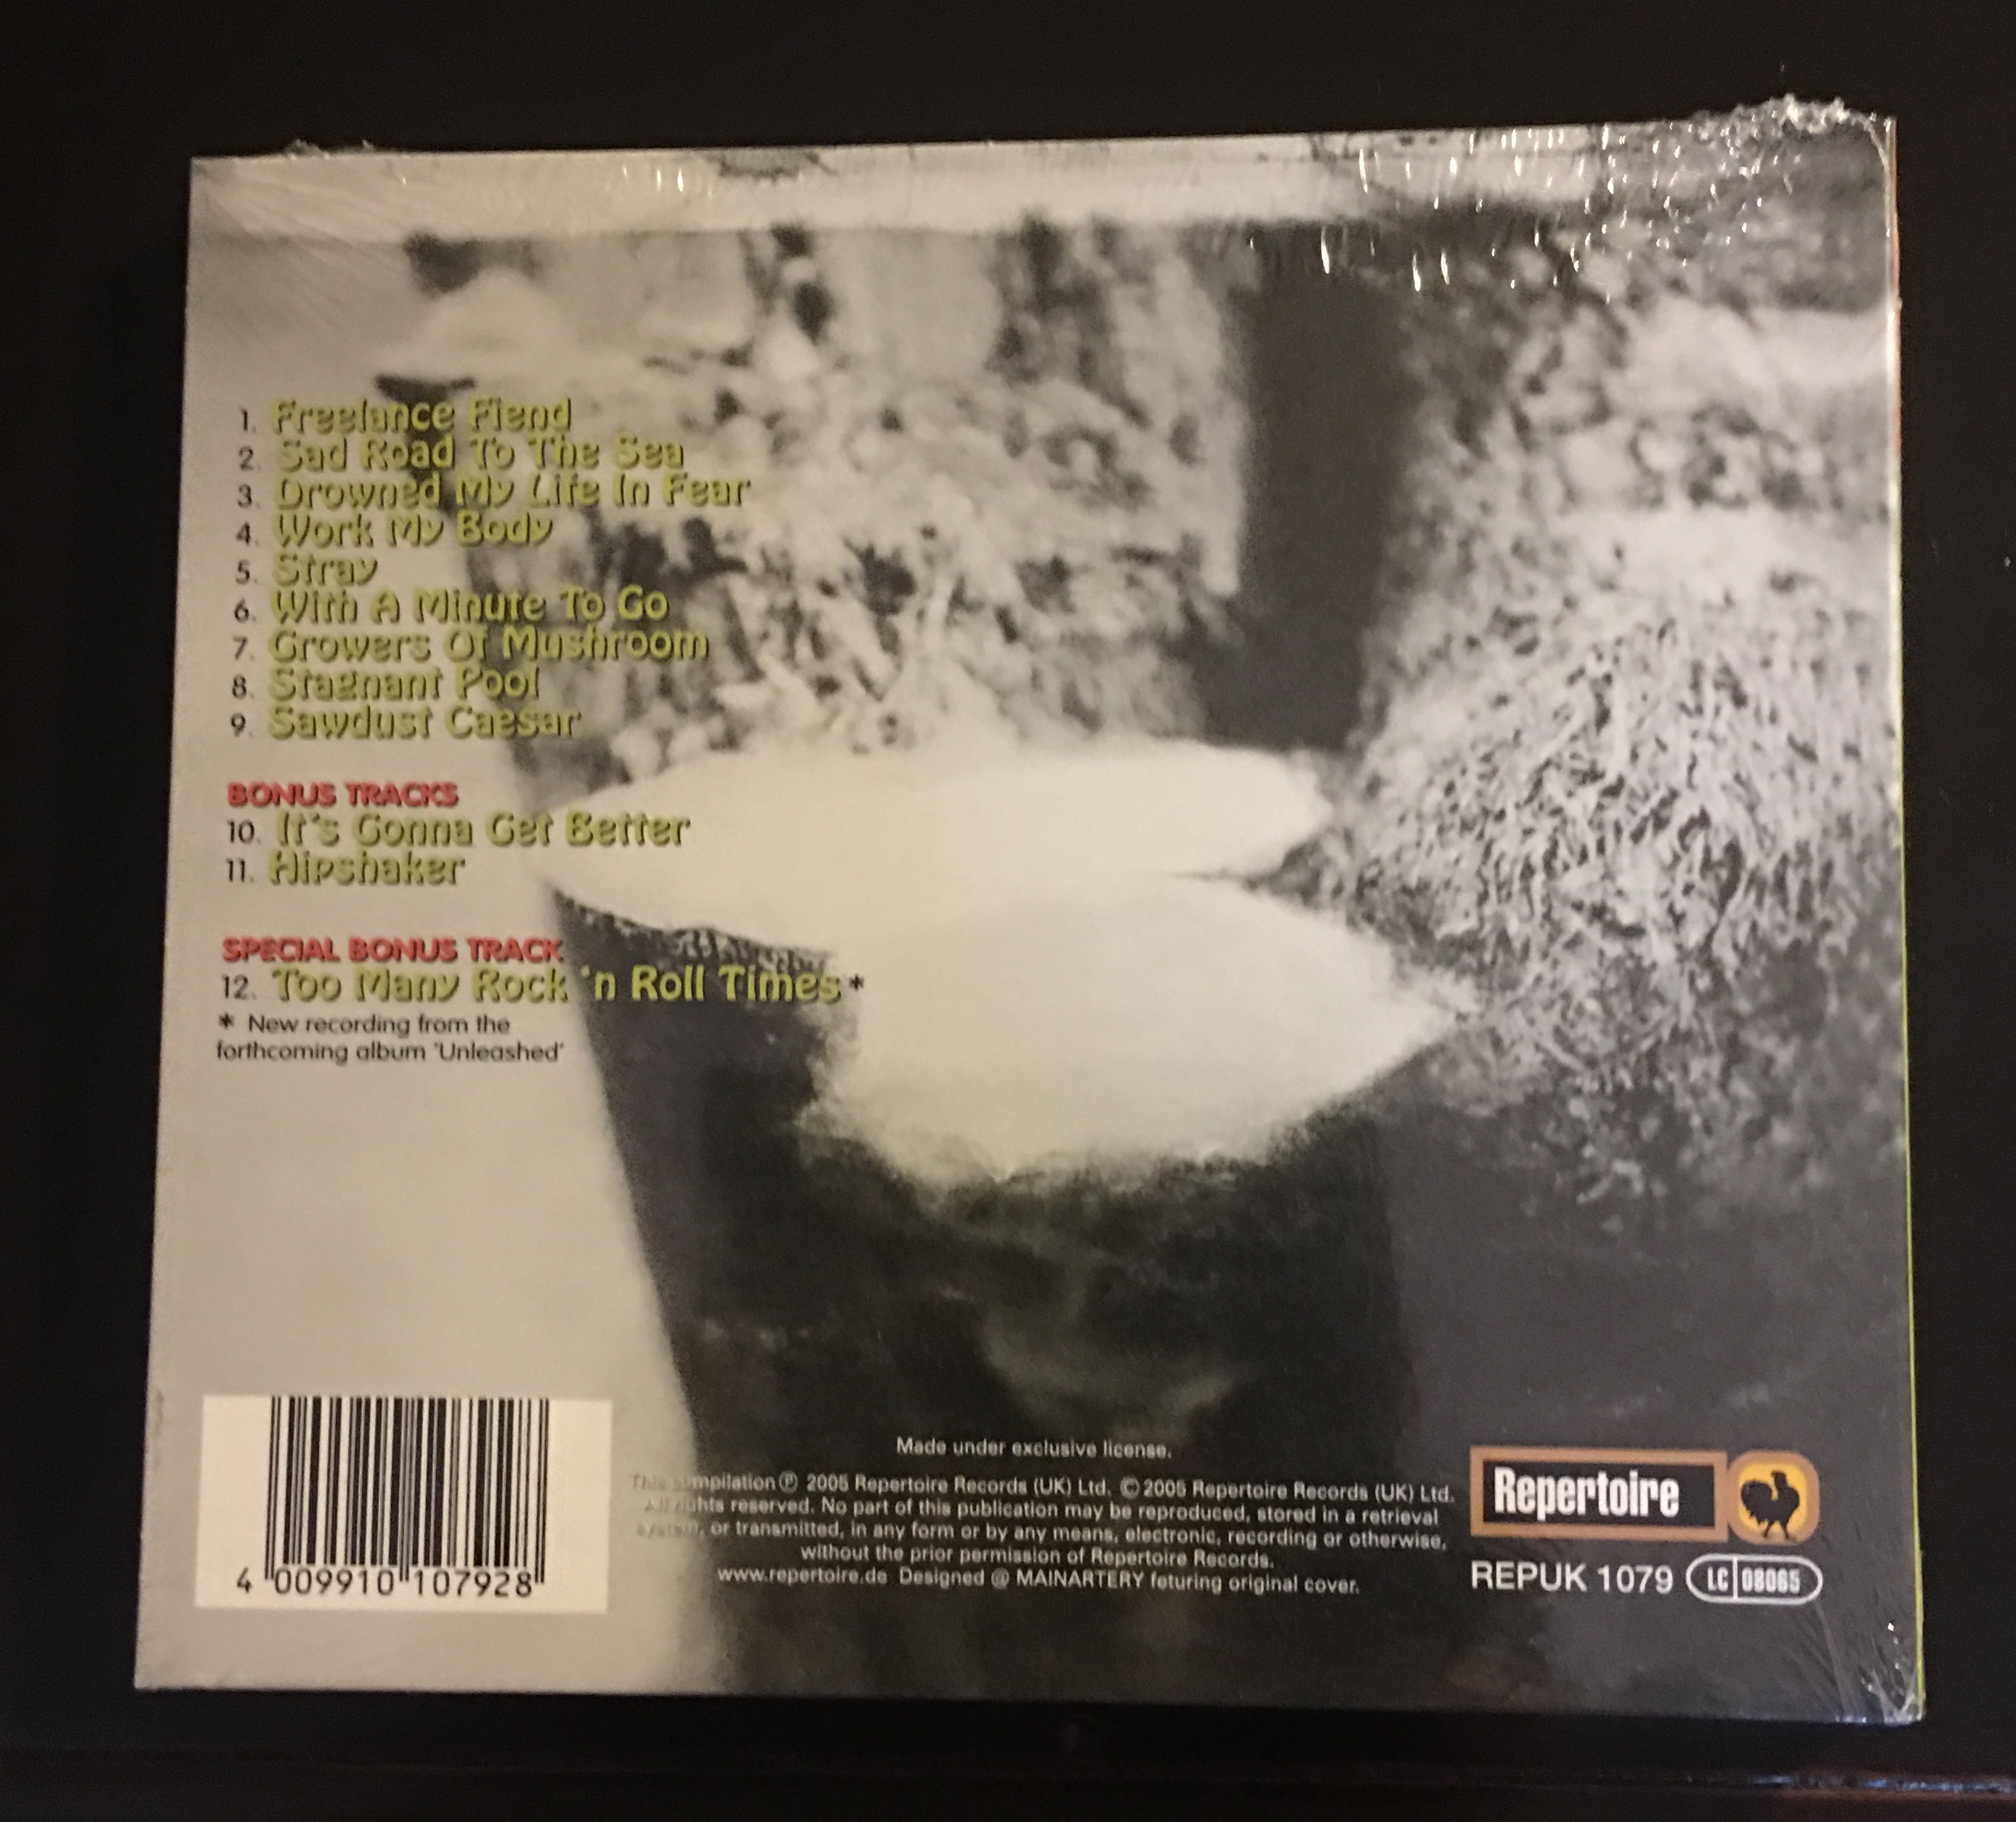 1. Freelance Fiend
2. Sad Road To The Sea
3. Drowned My Life In Fear
4. Work My Body
5. Stray
6. With A Minute To Go
7. Growers Of Mushroom
8. Stagnant Pool
9. Sawdust Caesar
BONUS TRACKS
10. It's Gonna Get Better
11. Hipshaker
SPECIAL BONUS TRACK
12. Too Many Rock 'n Roll Times*
* New recording from the
forthcoming album 'Unleashed'
4 009910 107928
Made under exclusive license.
This compilation ℗ 2005 Repertoire Records (UK) Ltd. © 2005 Repertoire Records (UK) Ltd.
All rights reserved. No part of this publication may be reproduced, stored in a retrieval
system, or transmitted, in any form or by any means, electronic, recording or otherwise,
without the prior permission of Repertoire Records.
www.repertoire.de Designed @ MAINARTERY feturing original cover.
Repertoire
REPUK 1079 LC 08065